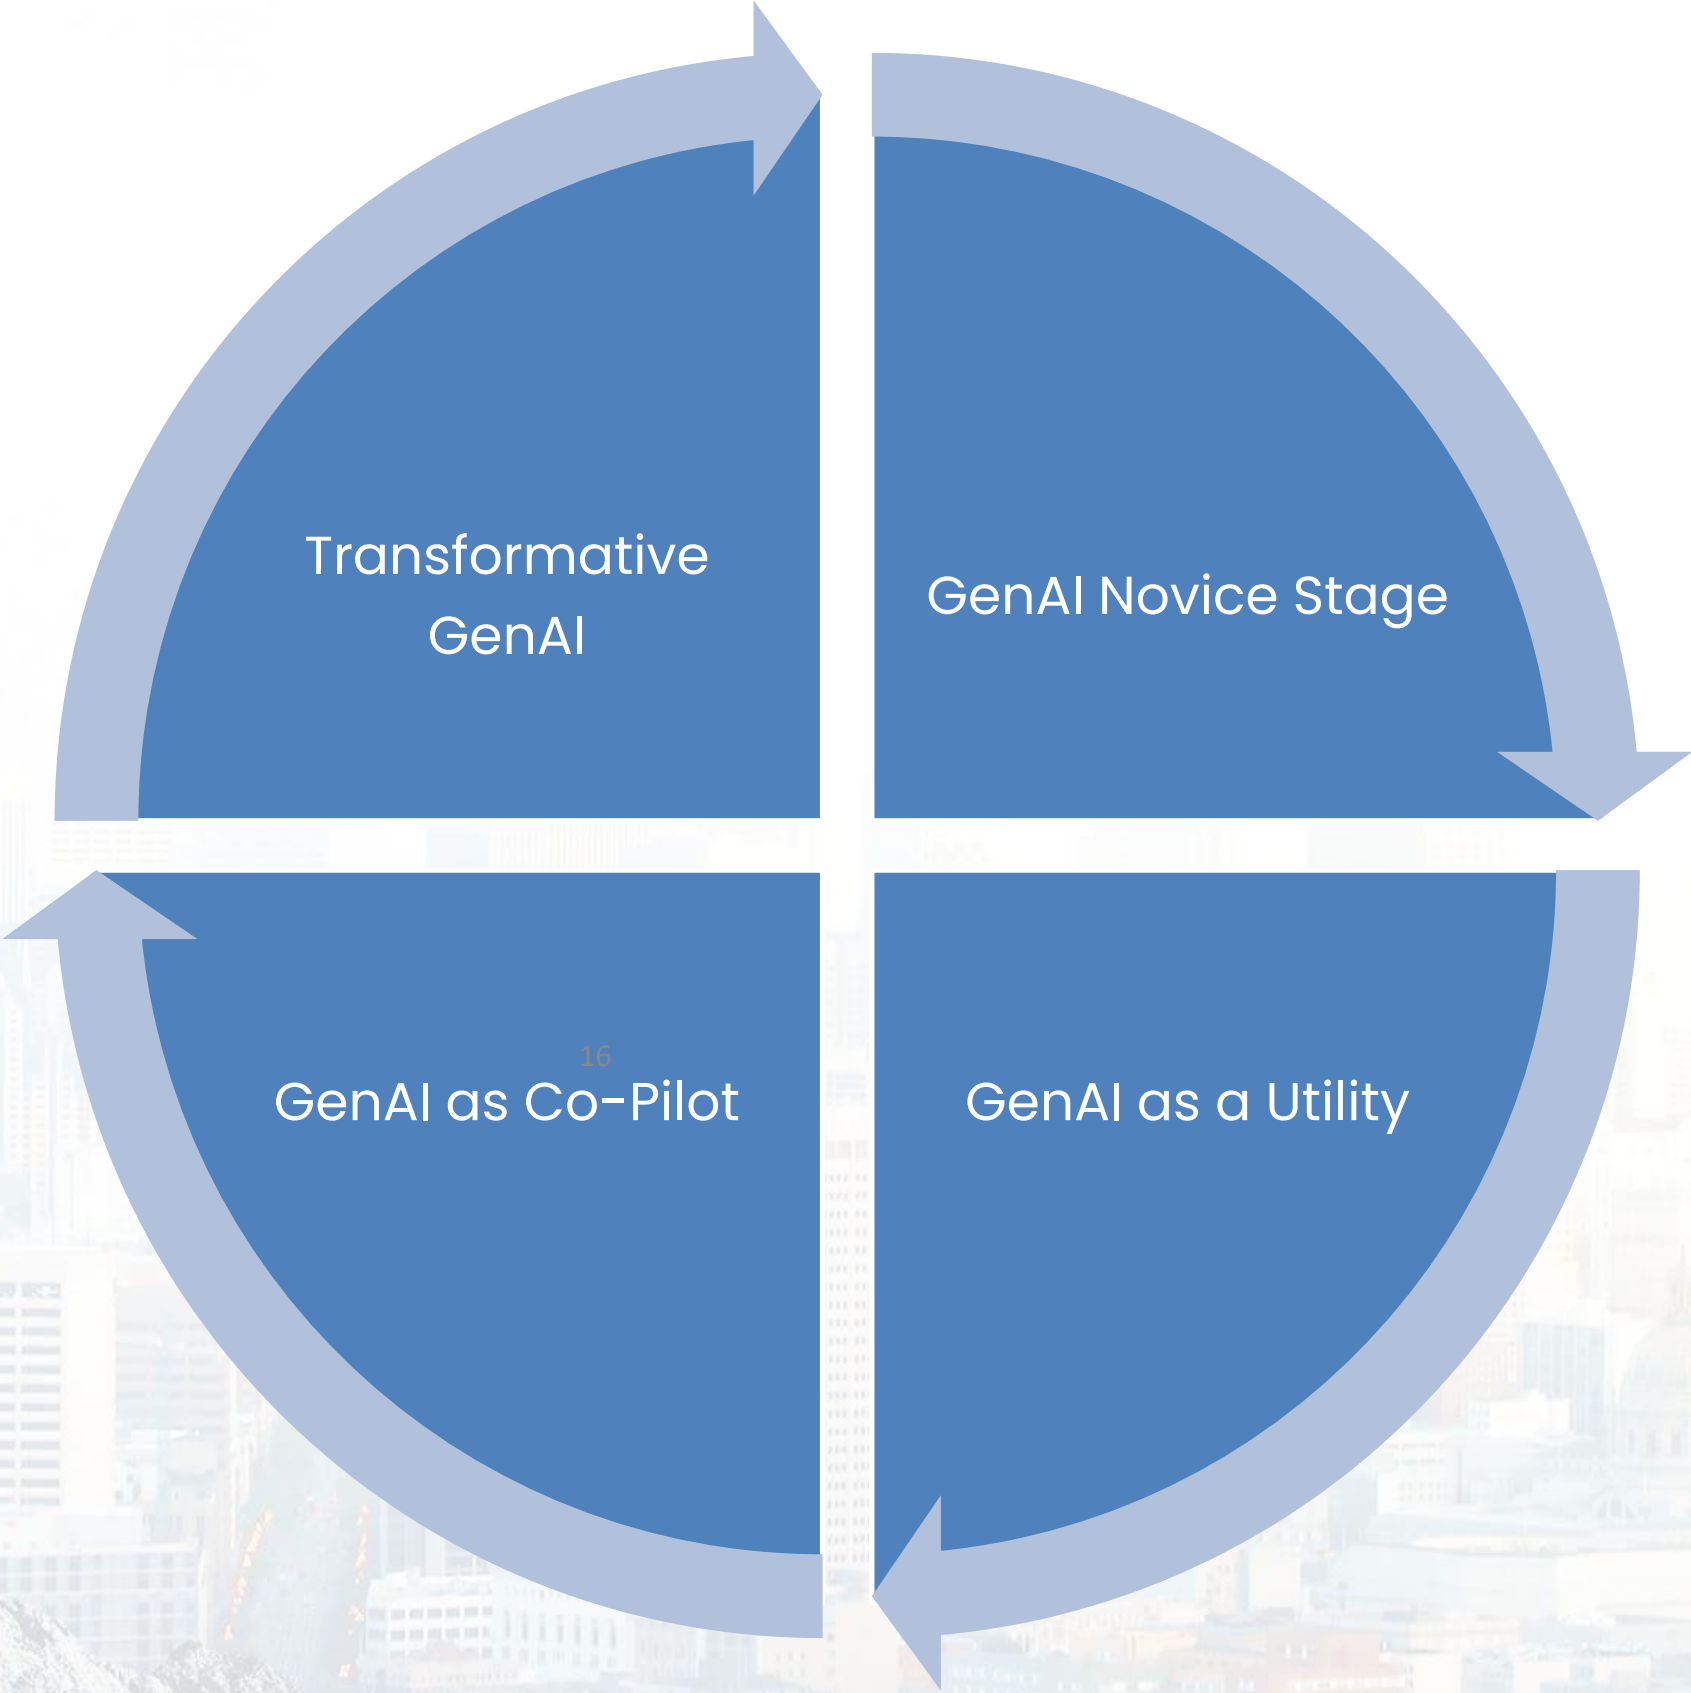 Transformative
GenAI
GenAI Novice Stage
16
GenAI as Co-Pilot
GenAI as a Utility